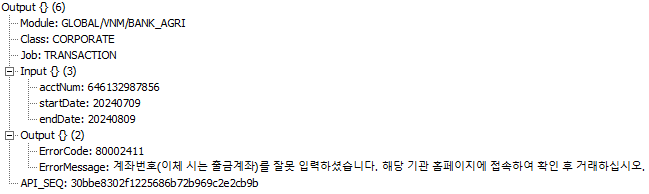 Output {} (6)
Module: GLOBAL/VNM/BANK_AGRI
Class: CORPORATE
Job: TRANSACTION
Input {} (3)
acctNum: 646132987856
startDate: 20240709
endDate: 20240809
Output {} (2)
ErrorCode: 80002411
ErrorMessage: 계좌번호(이체 시는 출금계좌)를 잘못 입력하셨습니다. 해당 기관 홈페이지에 접속하여 확인 후 거래하십시오.
API_SEQ: 30bbe8302f1225686b72b969c2e2cb9b